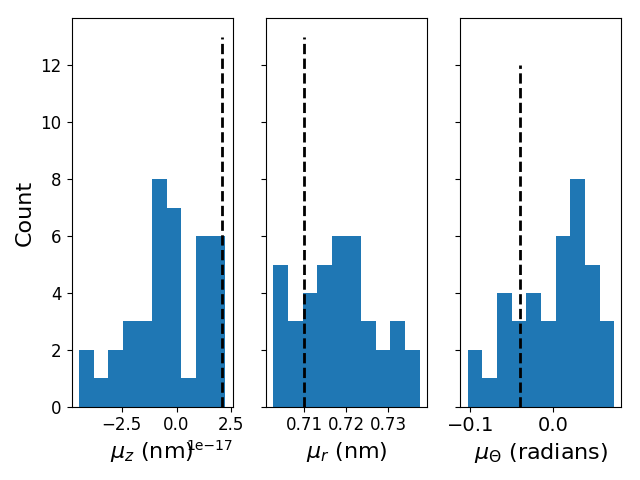 12
10
8
6
4
2
0
Count
−2.5 0.0 2.5
1e−17
μz (nm)
0.71 0.72 0.73
μr (nm)
−0.1 0.0
μΘ (radians)